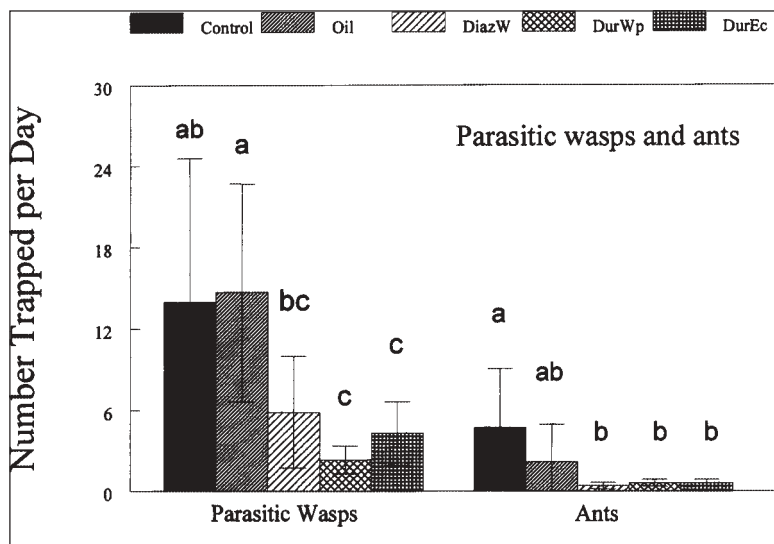 Control Oil DiazW DurWp DurEc
Number Trapped per Day
30
24
18
12
6
0
Parasitic wasps and ants
ab
a
bc
c
c
a
ab
b
b
b
Parasitic Wasps
Ants